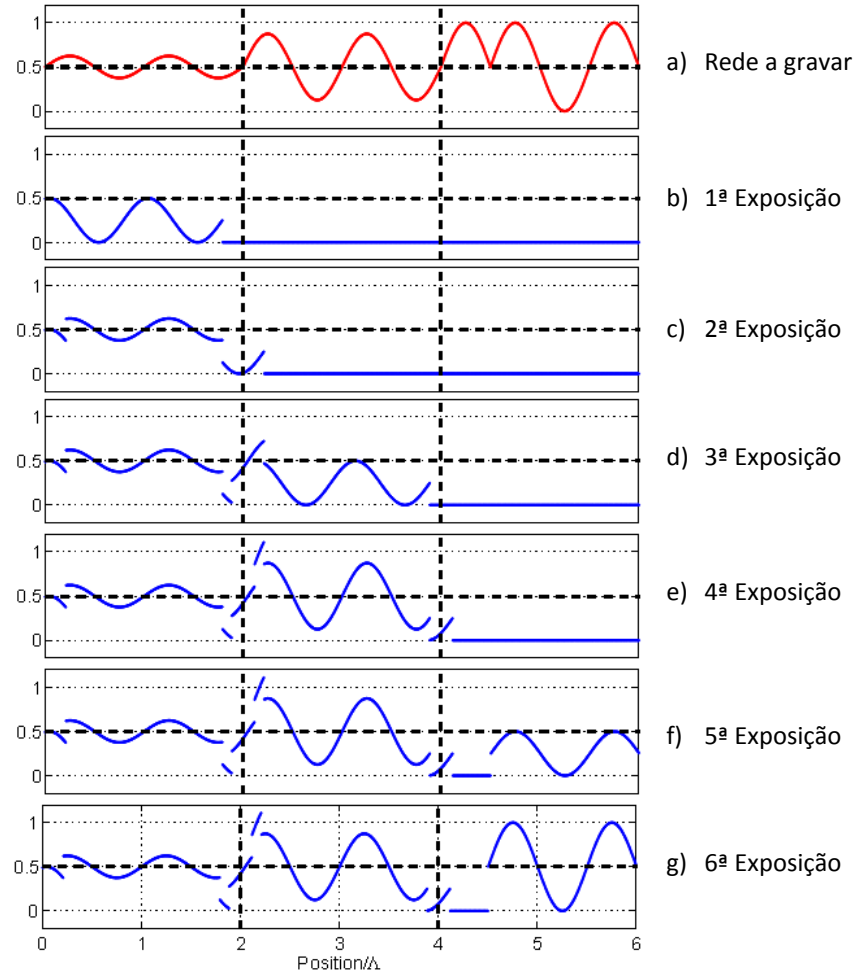 1
0.5
0
a) Rede a gravar
1
0.5
0
b) 1ª Exposição
1
0.5
0
c) 2ª Exposição
1
0.5
0
d) 3ª Exposição
1
0.5
0
e) 4ª Exposição
1
0.5
0
f) 5ª Exposição
1
0.5
0
g) 6ª Exposição
0 1 2 3 4 5 6
Position/Λ